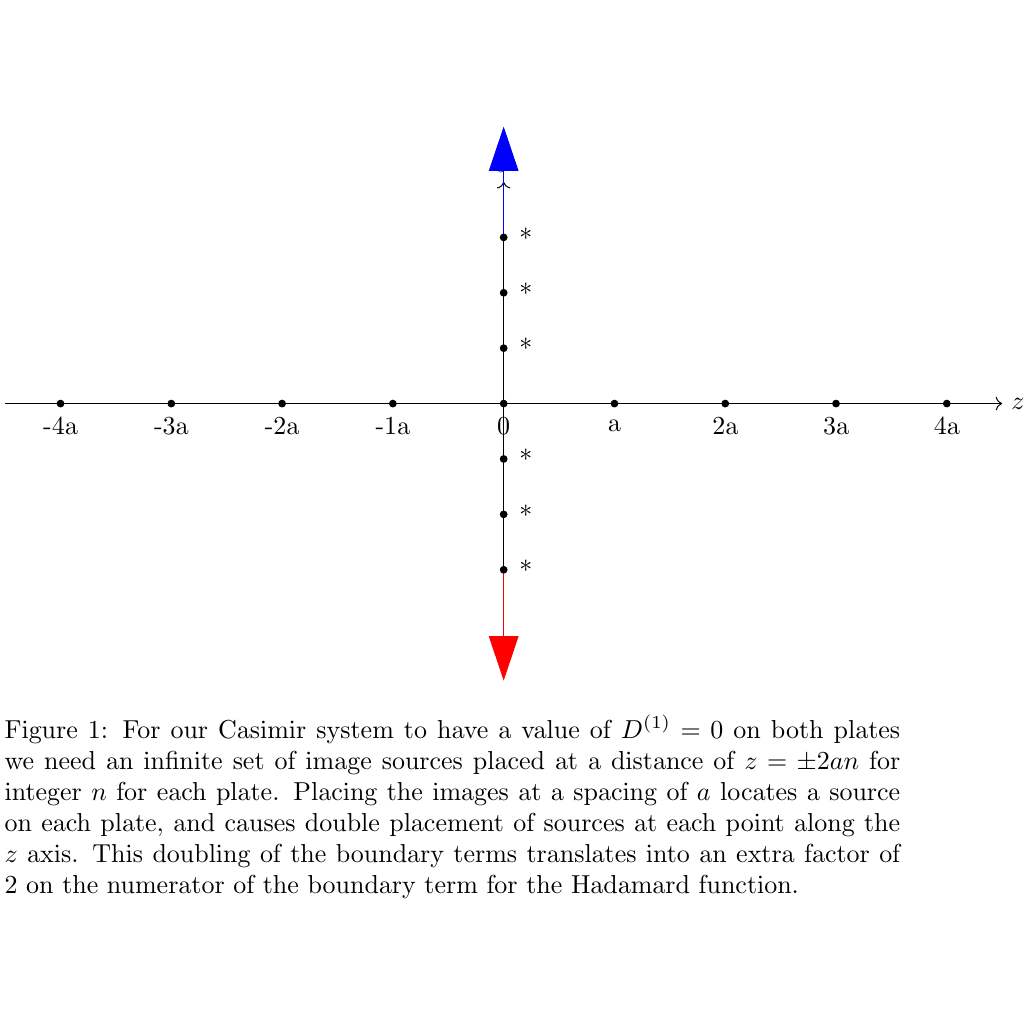 *
*
*
z
-4a
-3a
-2a
-1a
0
a
2a
3a
4a
*
*
*
Figure 1: For our Casimir system to have a value of D⁽¹⁾ = 0 on both plates
we need an infinite set of image sources placed at a distance of z = ±2an for
integer n for each plate. Placing the images at a spacing of a locates a source
on each plate, and causes double placement of sources at each point along the
z axis. This doubling of the boundary terms translates into an extra factor of
2 on the numerator of the boundary term for the Hadamard function.